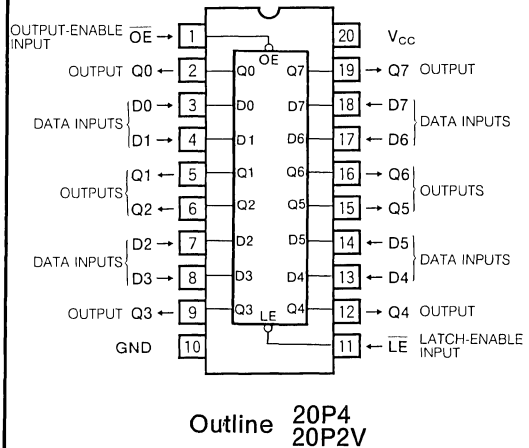 OUTPUT-ENABLE INPUT OE → 1
20 Vcc
OE
OUTPUT Q0 ← 2 Q0
Q7 19 → Q7 OUTPUT
D0 → 3 D0
D7 18 ← D7
DATA INPUTS
DATA INPUTS
D1 → 4 D1
D6 17 ← D6
Q1 ← 5 Q1
Q6 16 → Q6
OUTPUTS
OUTPUTS
Q2 ← 6 Q2
Q5 15 → Q5
D2 → 7 D2
D5 14 ← D5
DATA INPUTS
DATA INPUTS
D3 → 8 D3
D4 13 ← D4
OUTPUT Q3 ← 9 Q3
Q4 12 → Q4 OUTPUT
LE
GND 10
11 ← LE LATCH-ENABLE INPUT
Outline 20P4
20P2V